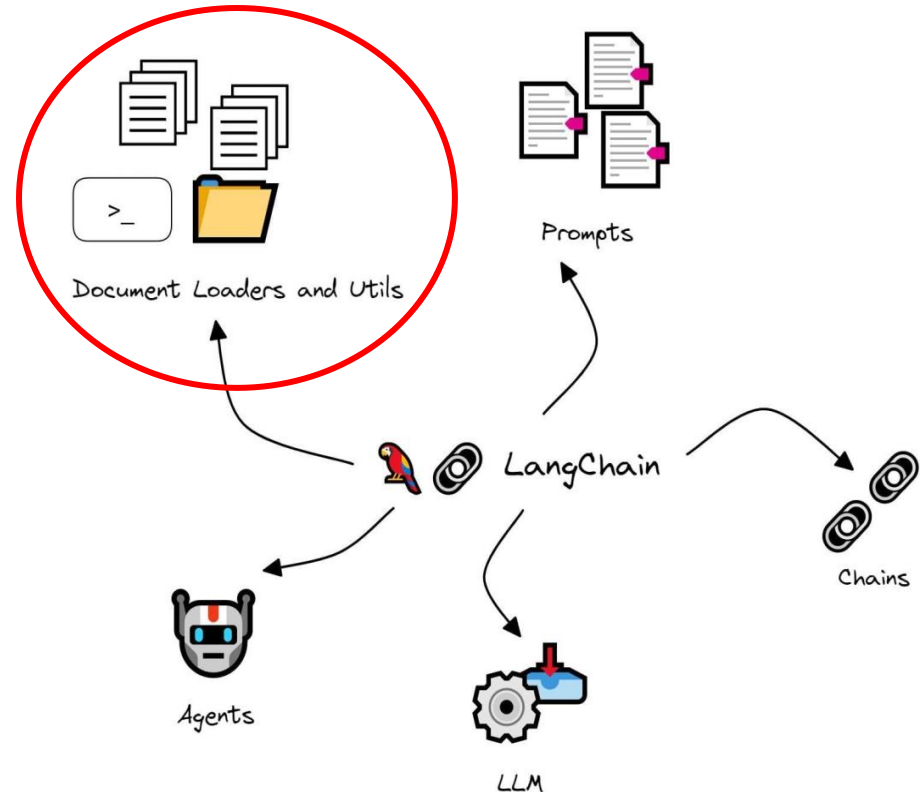 >_
Document Loaders and Utils
Prompts
LangChain
Chains
Agents
LLM